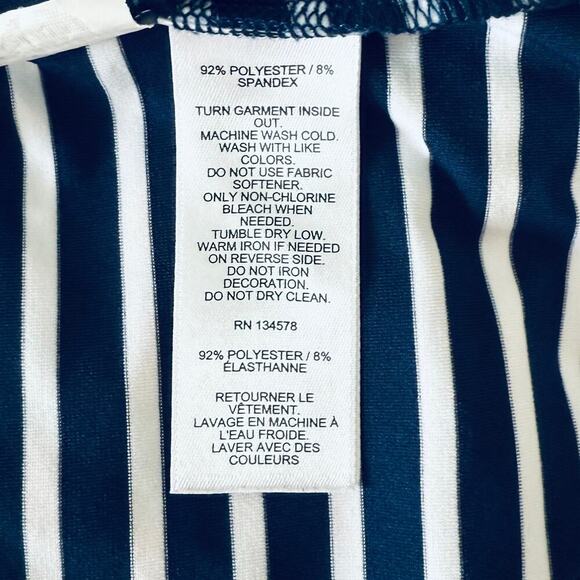 92% POLYESTER / 8%
SPANDEX
TURN GARMENT INSIDE
OUT.
MACHINE WASH COLD.
WASH WITH LIKE
COLORS.
DO NOT USE FABRIC
SOFTENER.
ONLY NON-CHLORINE
BLEACH WHEN
NEEDED.
TUMBLE DRY LOW.
WARM IRON IF NEEDED
ON REVERSE SIDE.
DO NOT IRON
DECORATION.
DO NOT DRY CLEAN.
RN 134578
92% POLYESTER / 8%
ÉLASTHANNE
RETOURNER LE
VÊTEMENT.
LAVAGE EN MACHINE À
L'EAU FROIDE.
LAVER AVEC DES
COULEURS